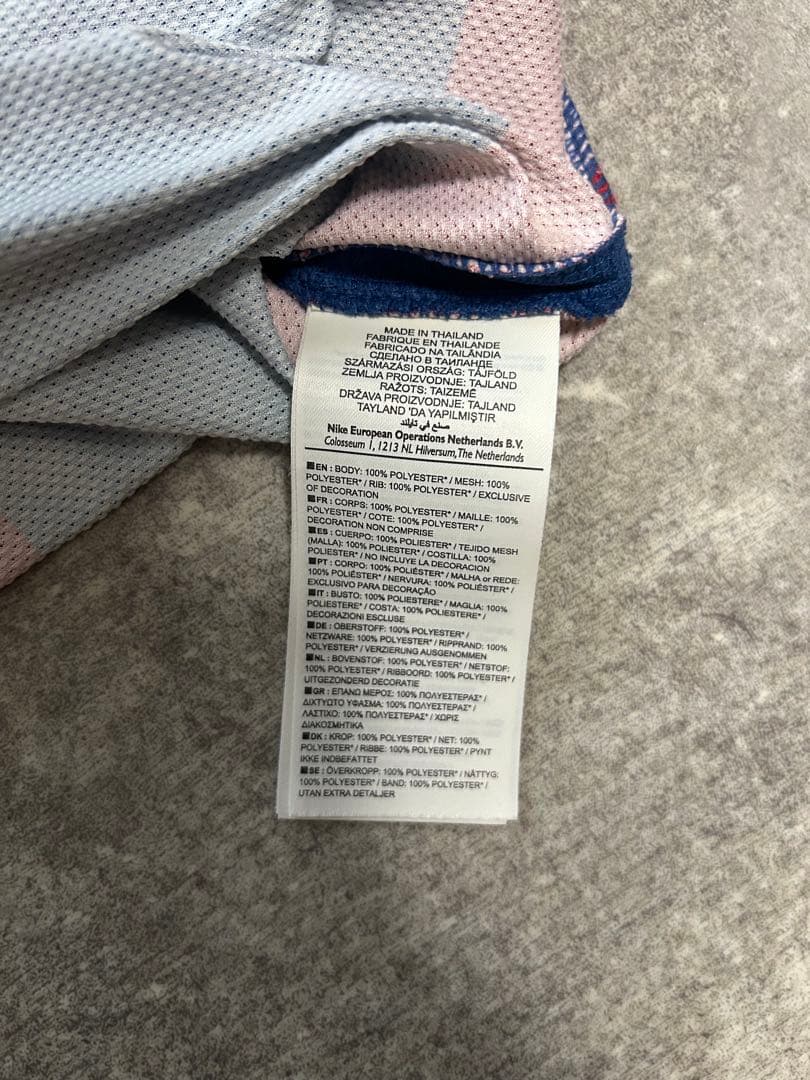 MADE IN THAILAND
FABRIQUE EN THAILANDE
FABRICADO NA TAILÂNDIA
СДЕЛАНО В ТАИЛАНДЕ
SZÁRMAZÁSI ORSZÁG: TÁJFÖLD
ZEMLJA PROIZVODNJE: TAJLAND
RAŽOTS: TAIZEMĒ
DRŽAVA PROIZVODNJE: TAJLAND
TAYLAND 'DA YAPILMIŞTIR
صنع في تايلند
Nike European Operations Netherlands B.V.
Colosseum 1, 1213 NL Hilversum, The Netherlands
EN : BODY: 100% POLYESTER* / MESH: 100%
POLYESTER* / RIB: 100% POLYESTER* / EXCLUSIVE
OF DECORATION
FR : CORPS: 100% POLYESTER* / MAILLE: 100%
POLYESTER* / COTE: 100% POLYESTER* /
DECORATION NON COMPRISE
ES : CUERPO: 100% POLIESTER* / TEJIDO MESH
(MALLA): 100% POLIESTER* / COSTILLA: 100%
POLIESTER* / NO INCLUYE LA DECORACION
PT : CORPO: 100% POLIÉSTER* / MALHA or REDE:
100% POLIÉSTER* / NERVURA: 100% POLIÉSTER* /
EXCLUSIVO PARA DECORAÇÃO
IT : BUSTO: 100% POLIESTERE* / MAGLIA: 100%
POLIESTERE* / COSTA: 100% POLIESTERE* /
DECORAZIONI ESCLUSE
DE : OBERSTOFF: 100% POLYESTER* /
NETZWARE: 100% POLYESTER* / RIPPRAND: 100%
POLYESTER* / VERZIERUNG AUSGENOMMEN
NL : BOVENSTOF: 100% POLYESTER* / NETSTOF:
100% POLYESTER* / RIBBOORD: 100% POLYESTER* /
UITGEZONDERD DECORATIE
GR : ΕΠΑΝΩ ΜΕΡΟΣ: 100% ΠΟΛΥΕΣΤΕΡΑΣ* /
ΔΙΧΤΥΩΤΟ ΥΦΑΣΜΑ: 100% ΠΟΛΥΕΣΤΕΡΑΣ* /
ΛΑΣΤΙΧΟ: 100% ΠΟΛΥΕΣΤΕΡΑΣ* / ΧΩΡΙΣ
ΔΙΑΚΟΣΜΗΤΙΚΑ
DK : KROP: 100% POLYESTER* / NET: 100%
POLYESTER* / RIBBE: 100% POLYESTER* / PYNT
IKKE INDBEFATTET
SE : ÖVERKROPP: 100% POLYESTER* / NÄTTYG:
100% POLYESTER* / BAND: 100% POLYESTER* /
UTAN EXTRA DETALJER